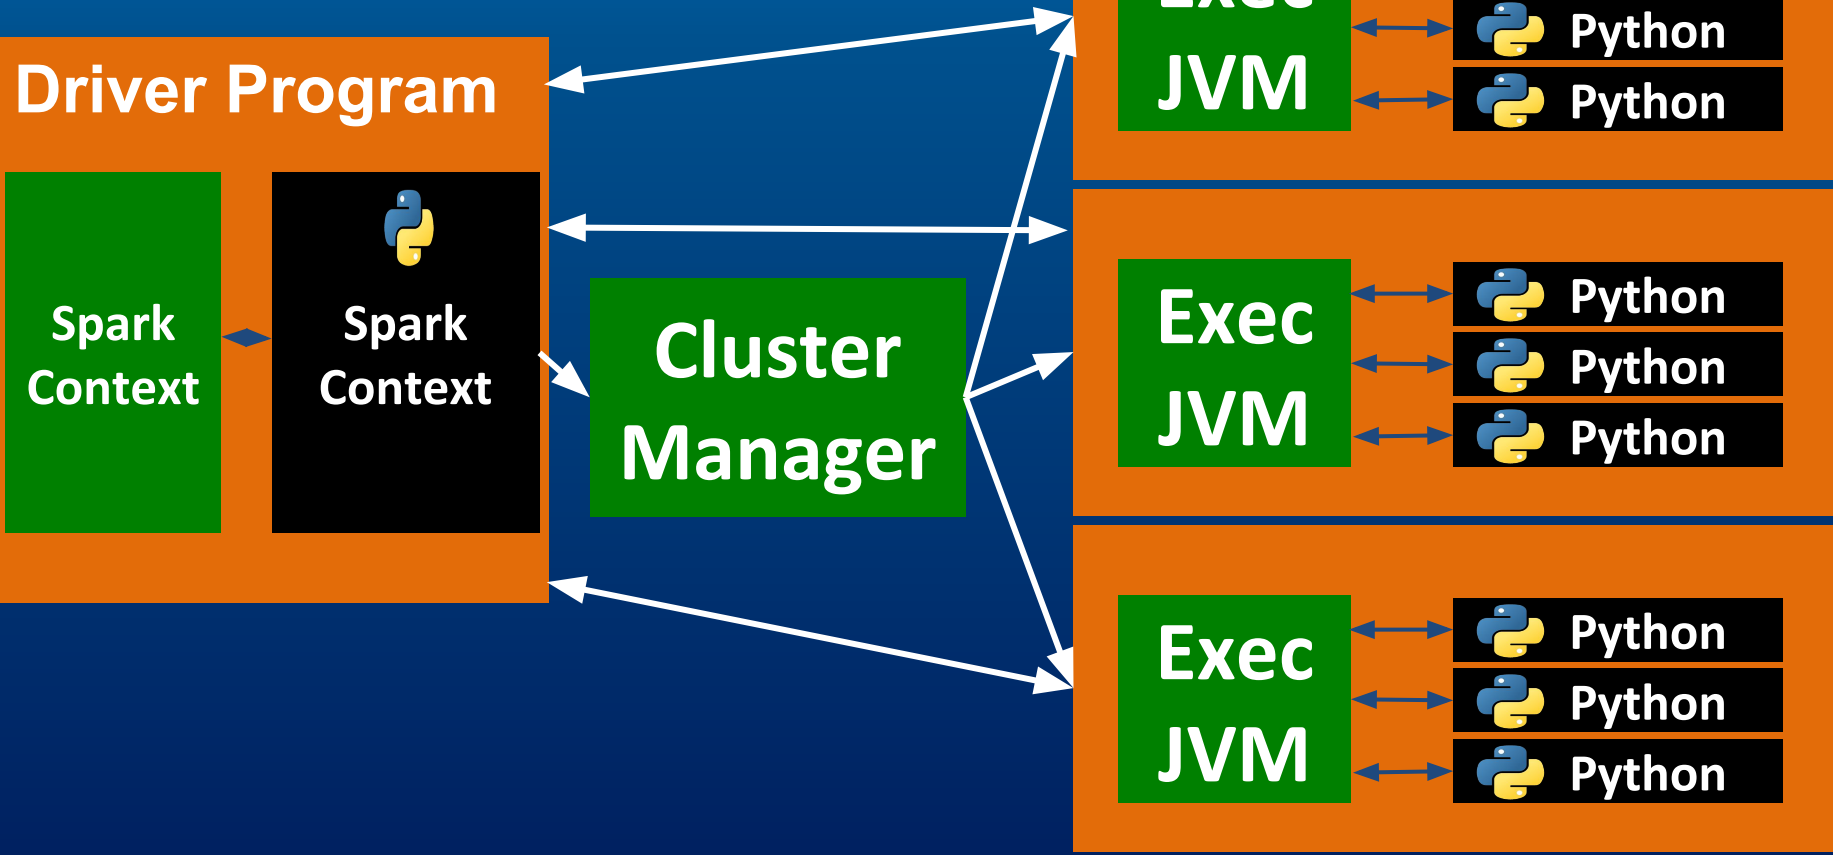 Driver Program
Spark
Context
Spark
Context
Cluster
Manager
Exec
JVM
Python
Python
Exec
JVM
Python
Python
Python
Exec
JVM
Python
Python
Python